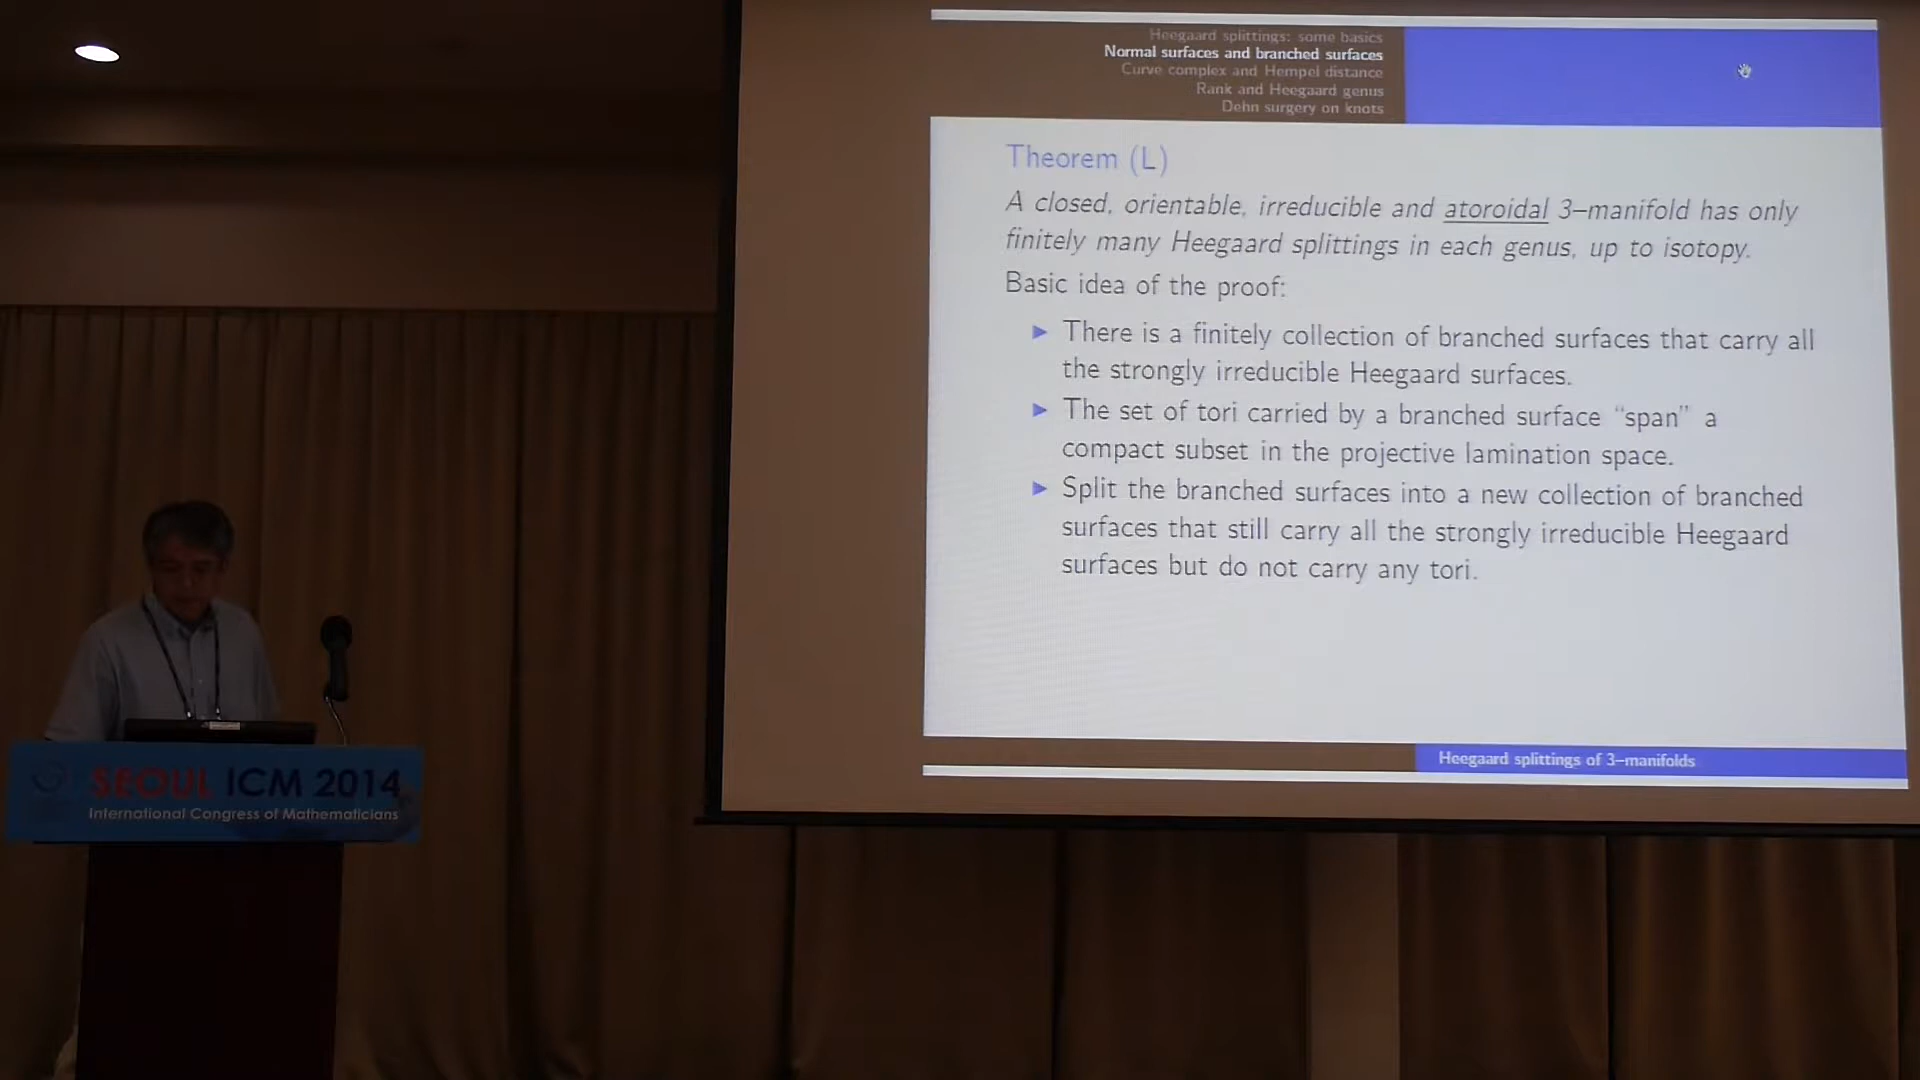 Heegaard splittings: some basics
Normal surfaces and branched surfaces
Curve complex and Hempel distance
Rank and Heegaard genus
Dehn surgery on knots
Theorem (L)
A closed, orientable, irreducible and atoroidal 3–manifold has only
finitely many Heegaard splittings in each genus, up to isotopy.
Basic idea of the proof:
▶ There is a finitely collection of branched surfaces that carry all
the strongly irreducible Heegaard surfaces.
▶ The set of tori carried by a branched surface “span” a
compact subset in the projective lamination space.
▶ Split the branched surfaces into a new collection of branched
surfaces that still carry all the strongly irreducible Heegaard
surfaces but do not carry any tori.
Heegaard splittings of 3–manifolds
SEOUL ICM 2014
International Congress of Mathematicians